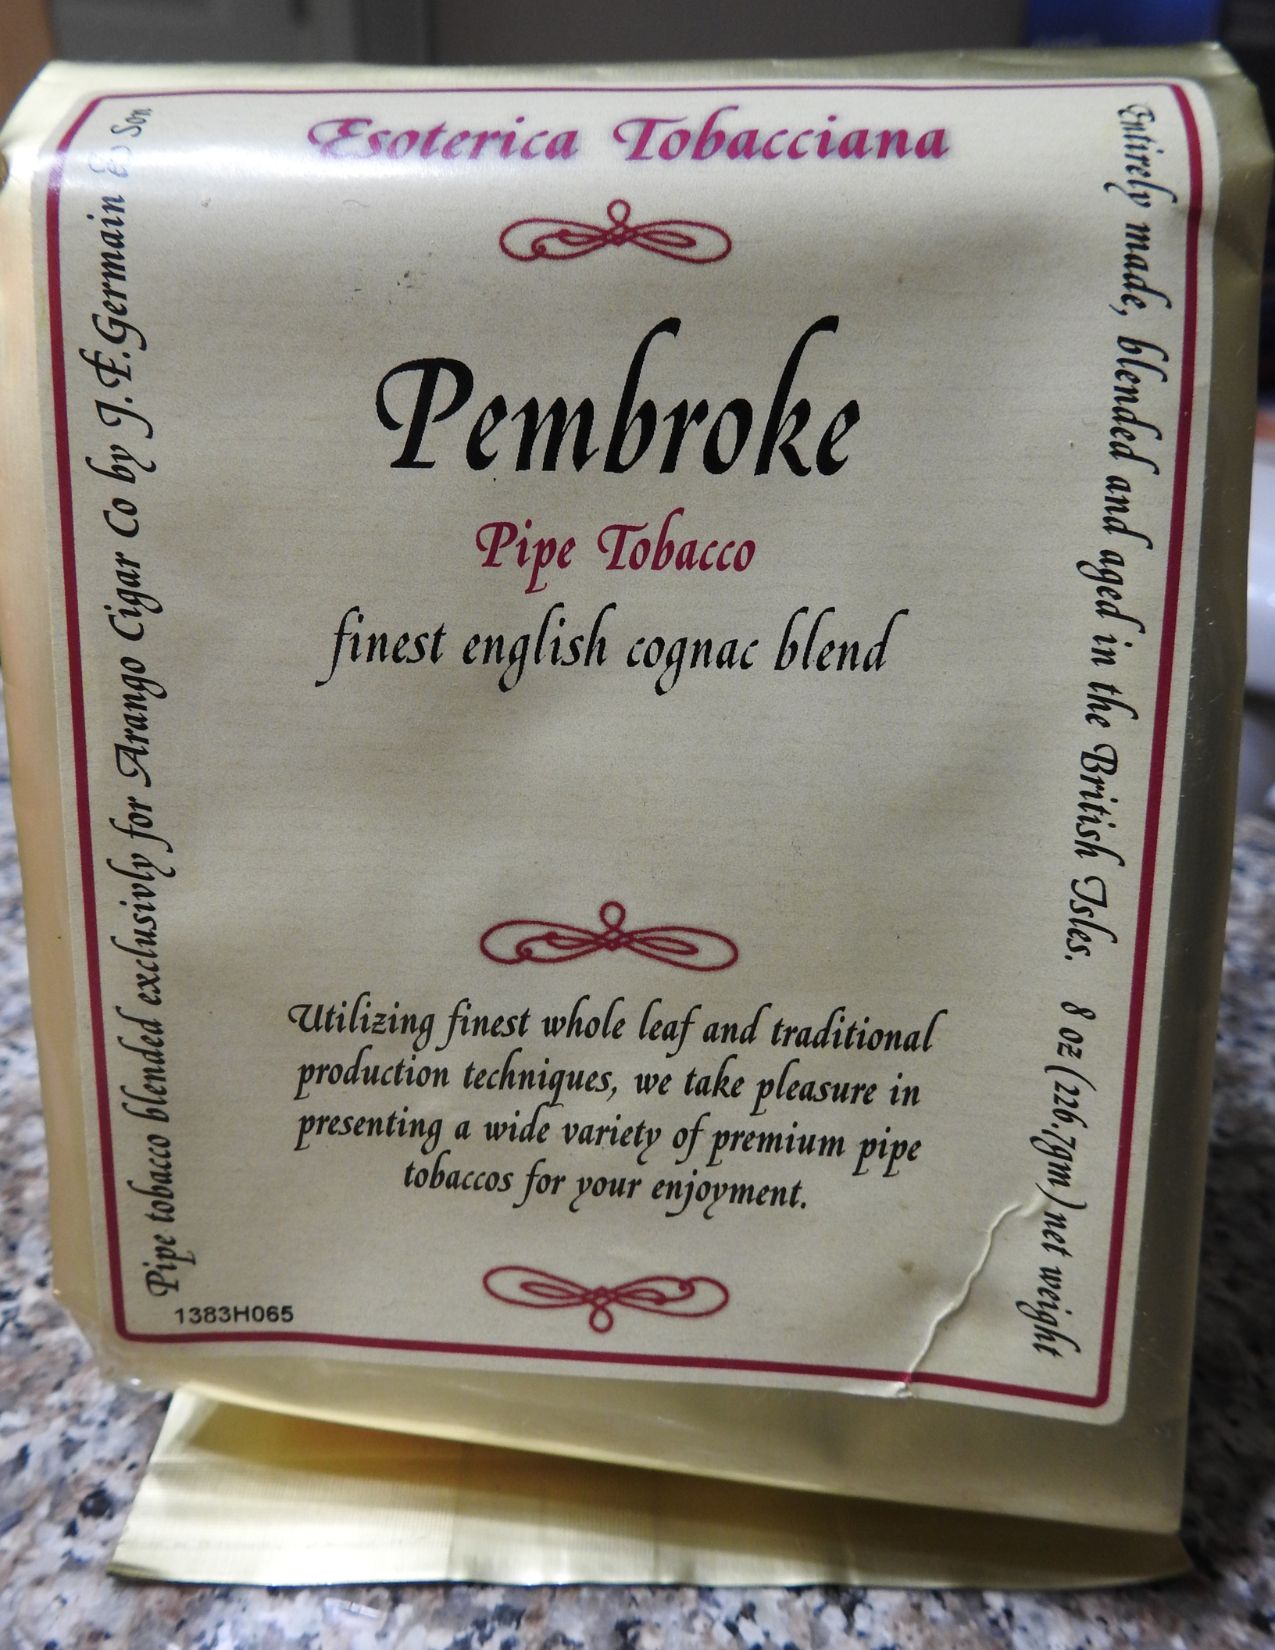 Esoterica Tobacciana
Pembroke
Pipe Tobacco
finest english cognac blend
Utilizing finest whole leaf and traditional
production techniques, we take pleasure in
presenting a wide variety of premium pipe
tobaccos for your enjoyment.
Pipe tobacco blended exclusivly for Arango Cigar Co by J.F.Germain & Son
Entirely made, blended and aged in the British Isles. 8 oz (226.7gm) net weight
1383H065